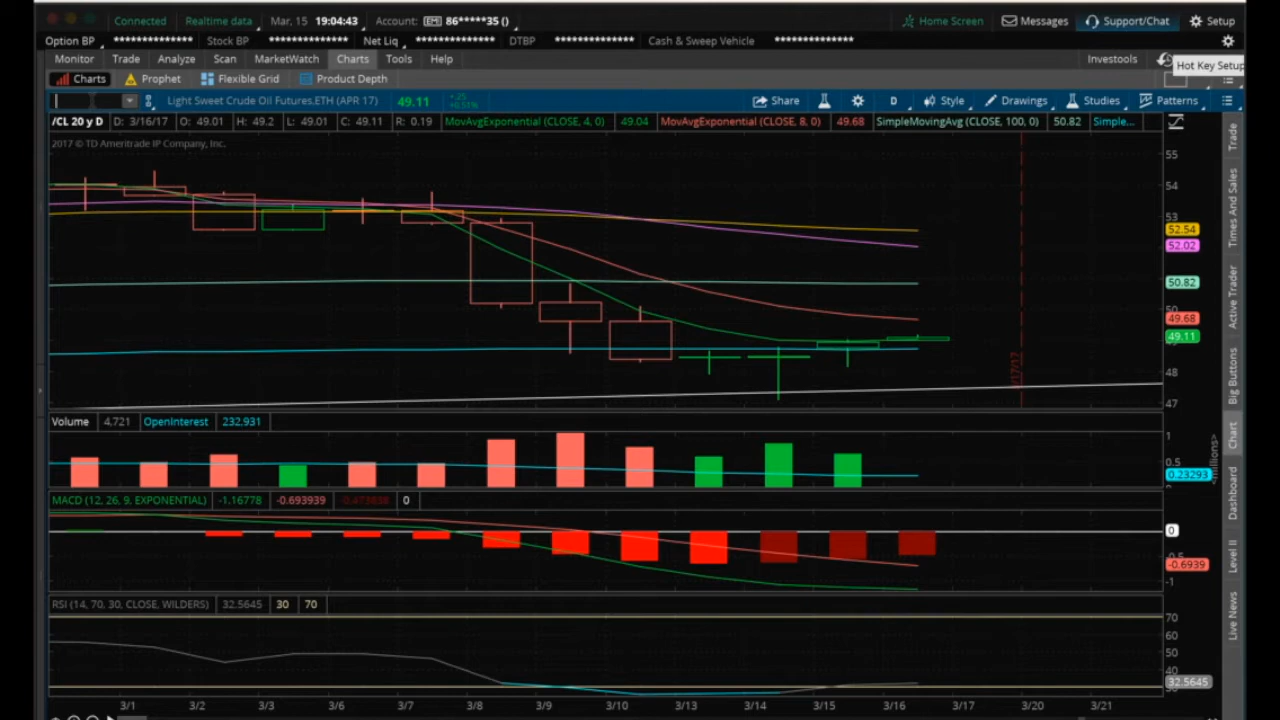 Connected Realtime data Mar, 15 19:04:43 Account: EMI 86*****35 () Home Screen Messages Support/Chat Setup
Option BP ************** Stock BP ************** Net Liq ************** DTBP ************** Cash & Sweep Vehicle **************
Monitor Trade Analyze Scan MarketWatch Charts Tools Help Investools
Hot Key Setup
Charts Prophet Flexible Grid Product Depth
Light Sweet Crude Oil Futures.ETH (APR 17) 49.11 +.25 +0.51% Share D Style Drawings Studies Patterns
/CL 20 y D D: 3/16/17 O: 49.01 H: 49.2 L: 49.01 C: 49.11 R: 0.19 MovAvgExponential (CLOSE, 4, 0) 49.04 MovAvgExponential (CLOSE, 8, 0) 49.68 SimpleMovingAvg (CLOSE, 100, 0) 50.82 Simple...
2017 © TD Ameritrade IP Company, Inc.
55
54
53
52.54
52.02
50.82
50
49.68
49.11
48
47
Volume 4,721 OpenInterest 232,931
1
0.5
0.23293
<millions>
MACD (12, 26, 9, EXPONENTIAL) -1.16778 -0.693939 -0.473838 0
0
-0.6939
-1
RSI (14, 70, 30, CLOSE, WILDERS) 32.5645 30 70
70
60
50
40
32.5645
3/1 3/2 3/3 3/6 3/7 3/8 3/9 3/10 3/13 3/14 3/15 3/16 3/17 3/20 3/21
Trade
Times And Sales
Active Trader
Big Buttons
Chart
Dashboard
Level II
Live News